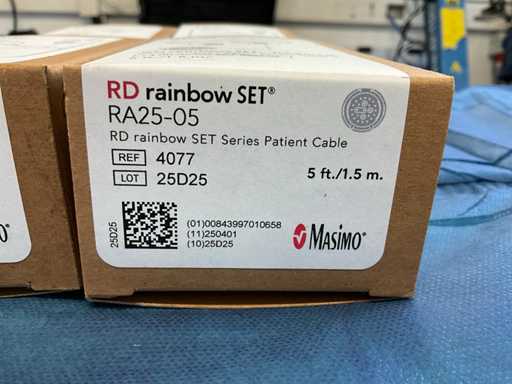 RD rainbow SET®
RA25-05
RD rainbow SET Series Patient Cable
REF 4077
5 ft./1.5 m.
LOT 25D25
25D25
(01)00843997010658
(11)250401
(10)25D25
MASIMO®